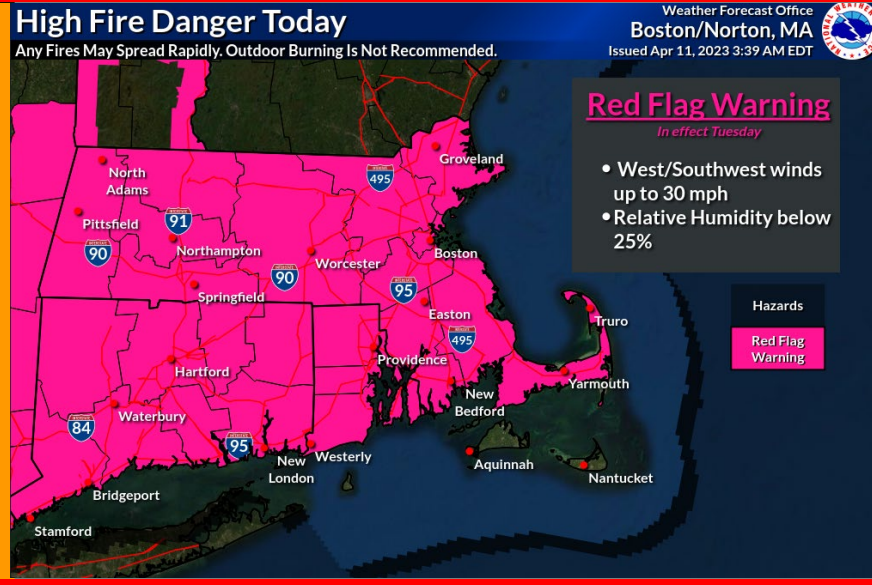 High Fire Danger Today
Any Fires May Spread Rapidly. Outdoor Burning Is Not Recommended.
Weather Forecast Office
Boston/Norton, MA
Issued Apr 11, 2023 3:39 AM EDT
NATIONAL WEATHER
Red Flag Warning
In effect Tuesday
• West/Southwest winds
up to 30 mph
• Relative Humidity below
25%
Hazards
Red Flag
Warning
Groveland
495
North
Adams
Pittsfield
91
90
Northampton
Boston
Worcester
90
95
Springfield
Easton
Truro
495
Providence
Hartford
Yarmouth
New
Bedford
Waterbury
84
95
Westerly
New
London
Aquinnah
Nantucket
Bridgeport
Stamford